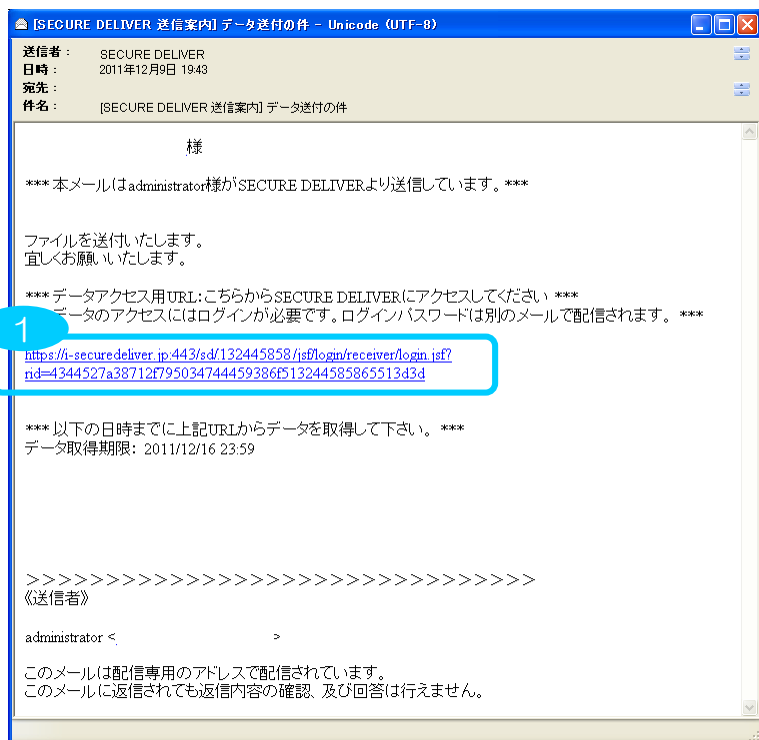 [SECURE DELIVER 送信案内] データ送付の件 - Unicode (UTF-8)
送信者： SECURE DELIVER
日時： 2011年12月9日 19:43
宛先：
件名： [SECURE DELIVER 送信案内] データ送付の件
様
*** 本メールはadministrator様がSECURE DELIVERより送信しています。***
ファイルを送付いたします。
宜しくお願いいたします。
*** データアクセス用URL:こちらからSECURE DELIVERにアクセスしてください ***
データのアクセスにはログインが必要です。ログインパスワードは別のメールで配信されます。 ***
1
https://i-securedeliver.jp:443/sd/.132445858/jsf/login/receiver/login.jsf?
rid=4344527a38712f795034744459386f513244585865513d3d
*** 以下の日時までに上記URLからデータを取得して下さい。 ***
データ取得期限: 2011/12/16 23:59
>>>>>>>>>>>>>>>>>>>>>>>>>>>>>>>>
《送信者》
administrator < >
このメールは配信専用のアドレスで配信されています。
このメールに返信されても返信内容の確認、及び回答は行えません。